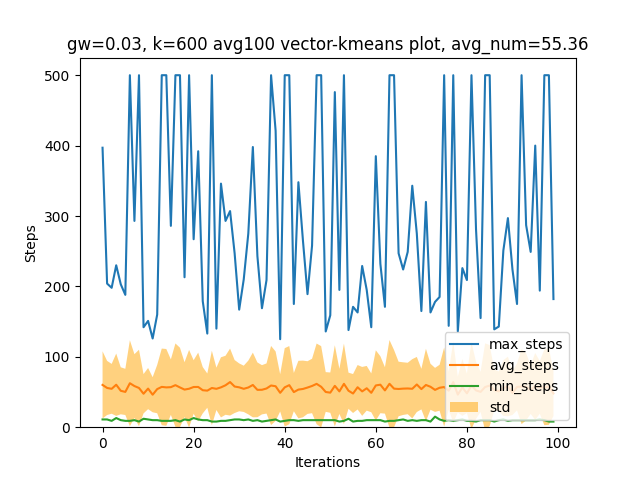 gw=0.03, k=600 avg100 vector-kmeans plot, avg_num=55.36
500
400
300
200
100
0
Steps
max_steps
avg_steps
min_steps
std
0
20
40
60
80
100
Iterations